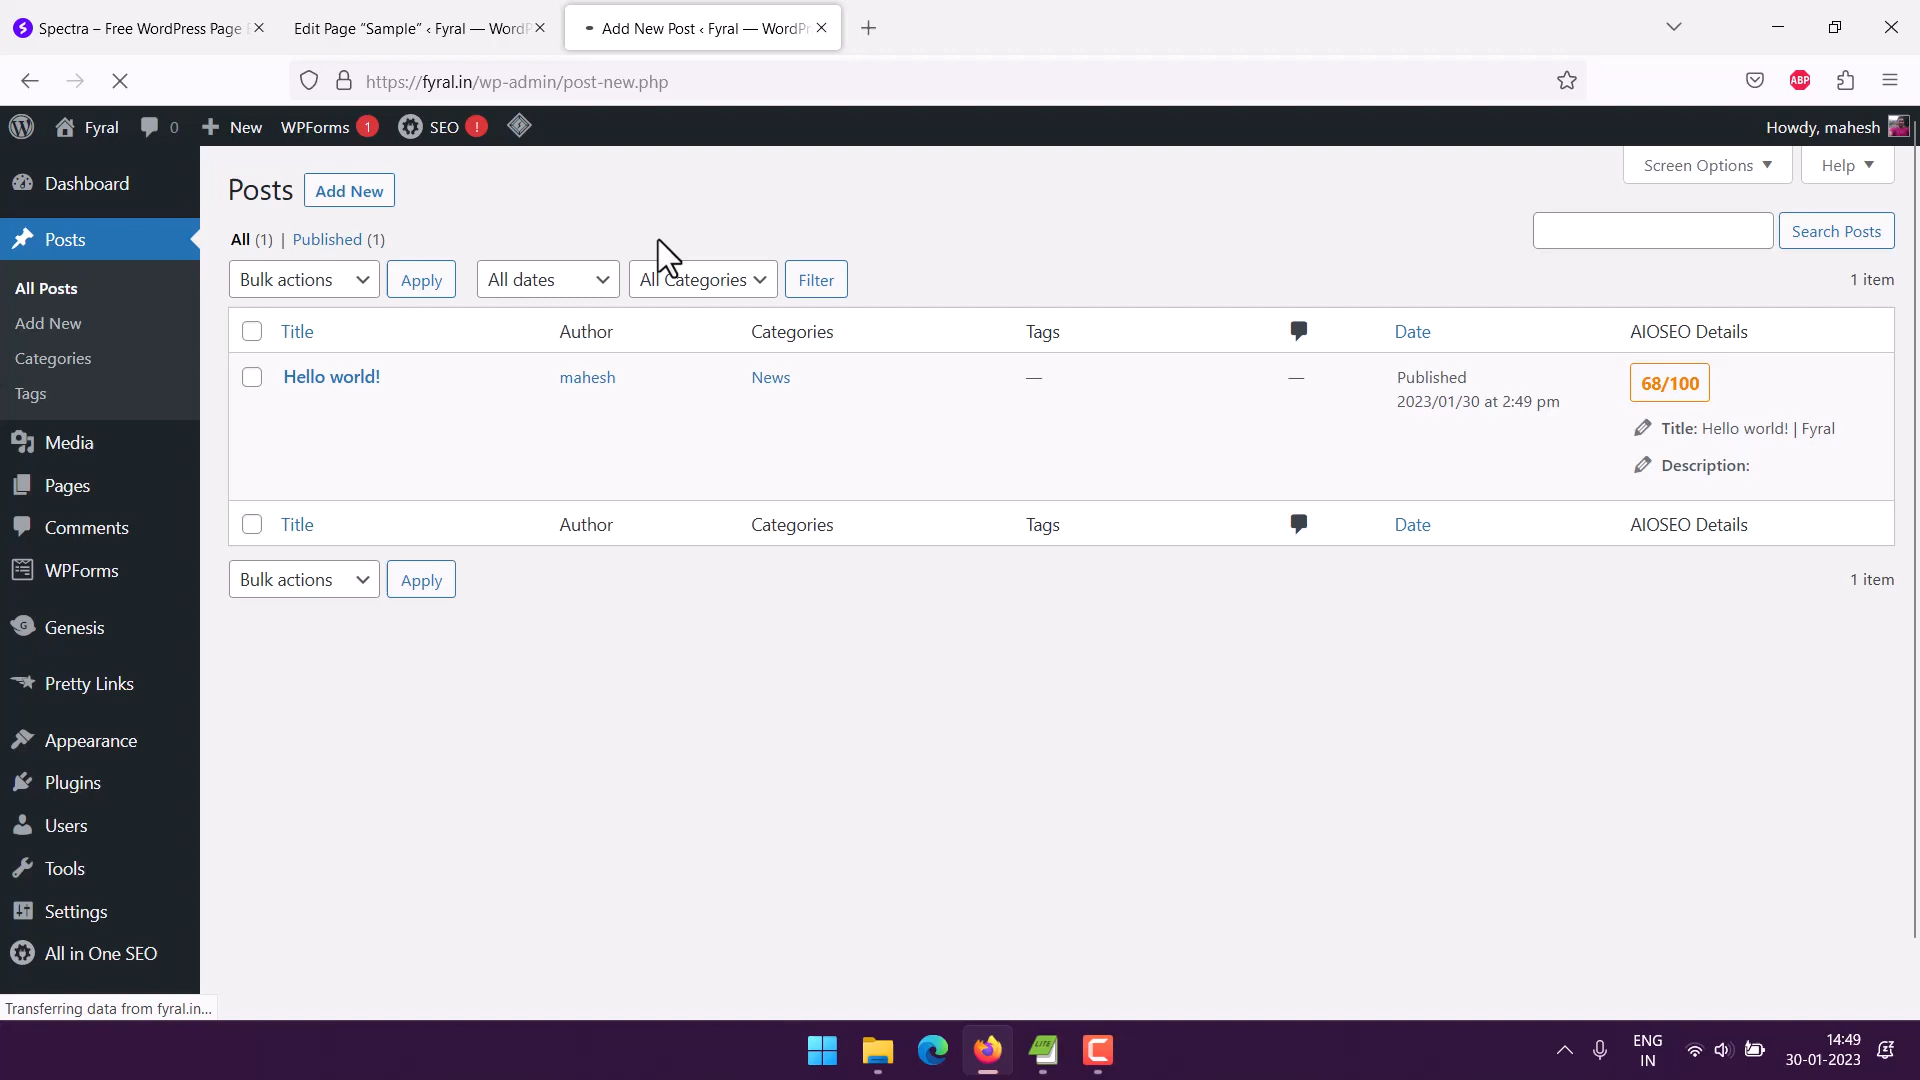 Spectra – Free WordPress Page
Edit Page “Sample” ‹ Fyral — WordP
Add New Post ‹ Fyral — WordP
https://fyral.in/wp-admin/post-new.php
ABP
Fyral
0
New
WPForms 1
SEO !
Howdy, mahesh
Dashboard
Posts
All Posts
Add New
Categories
Tags
Media
Pages
Comments
WPForms
Genesis
Pretty Links
Appearance
Plugins
Users
Tools
Settings
All in One SEO
Transferring data from fyral.in...
Screen Options
Help
Posts
Add New
All (1) | Published (1)
Search Posts
Bulk actions
Apply
All dates
All Categories
Filter
1 item
Title Author Categories Tags Date AIOSEO Details
Hello world! mahesh News — — Published 68/100
2023/01/30 at 2:49 pm
Title: Hello world! | Fyral
Description:
Title Author Categories Tags Date AIOSEO Details
Bulk actions
Apply
1 item
LITE
ENG
IN
14:49
30-01-2023